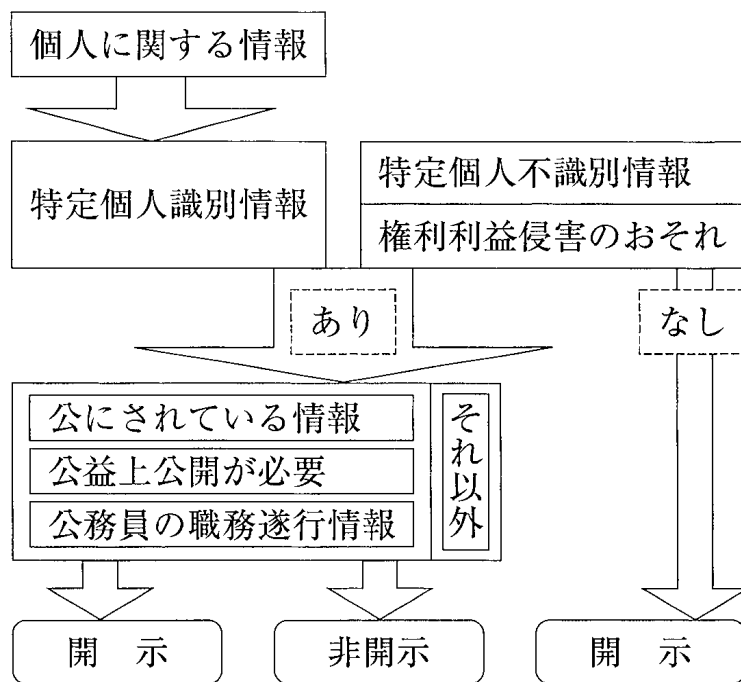 個人に関する情報
特定個人識別情報
特定個人不識別情報
権利利益侵害のおそれ
あり
なし
公にされている情報
公益上公開が必要
公務員の職務遂行情報
それ以外
開　示
非開示
開　示